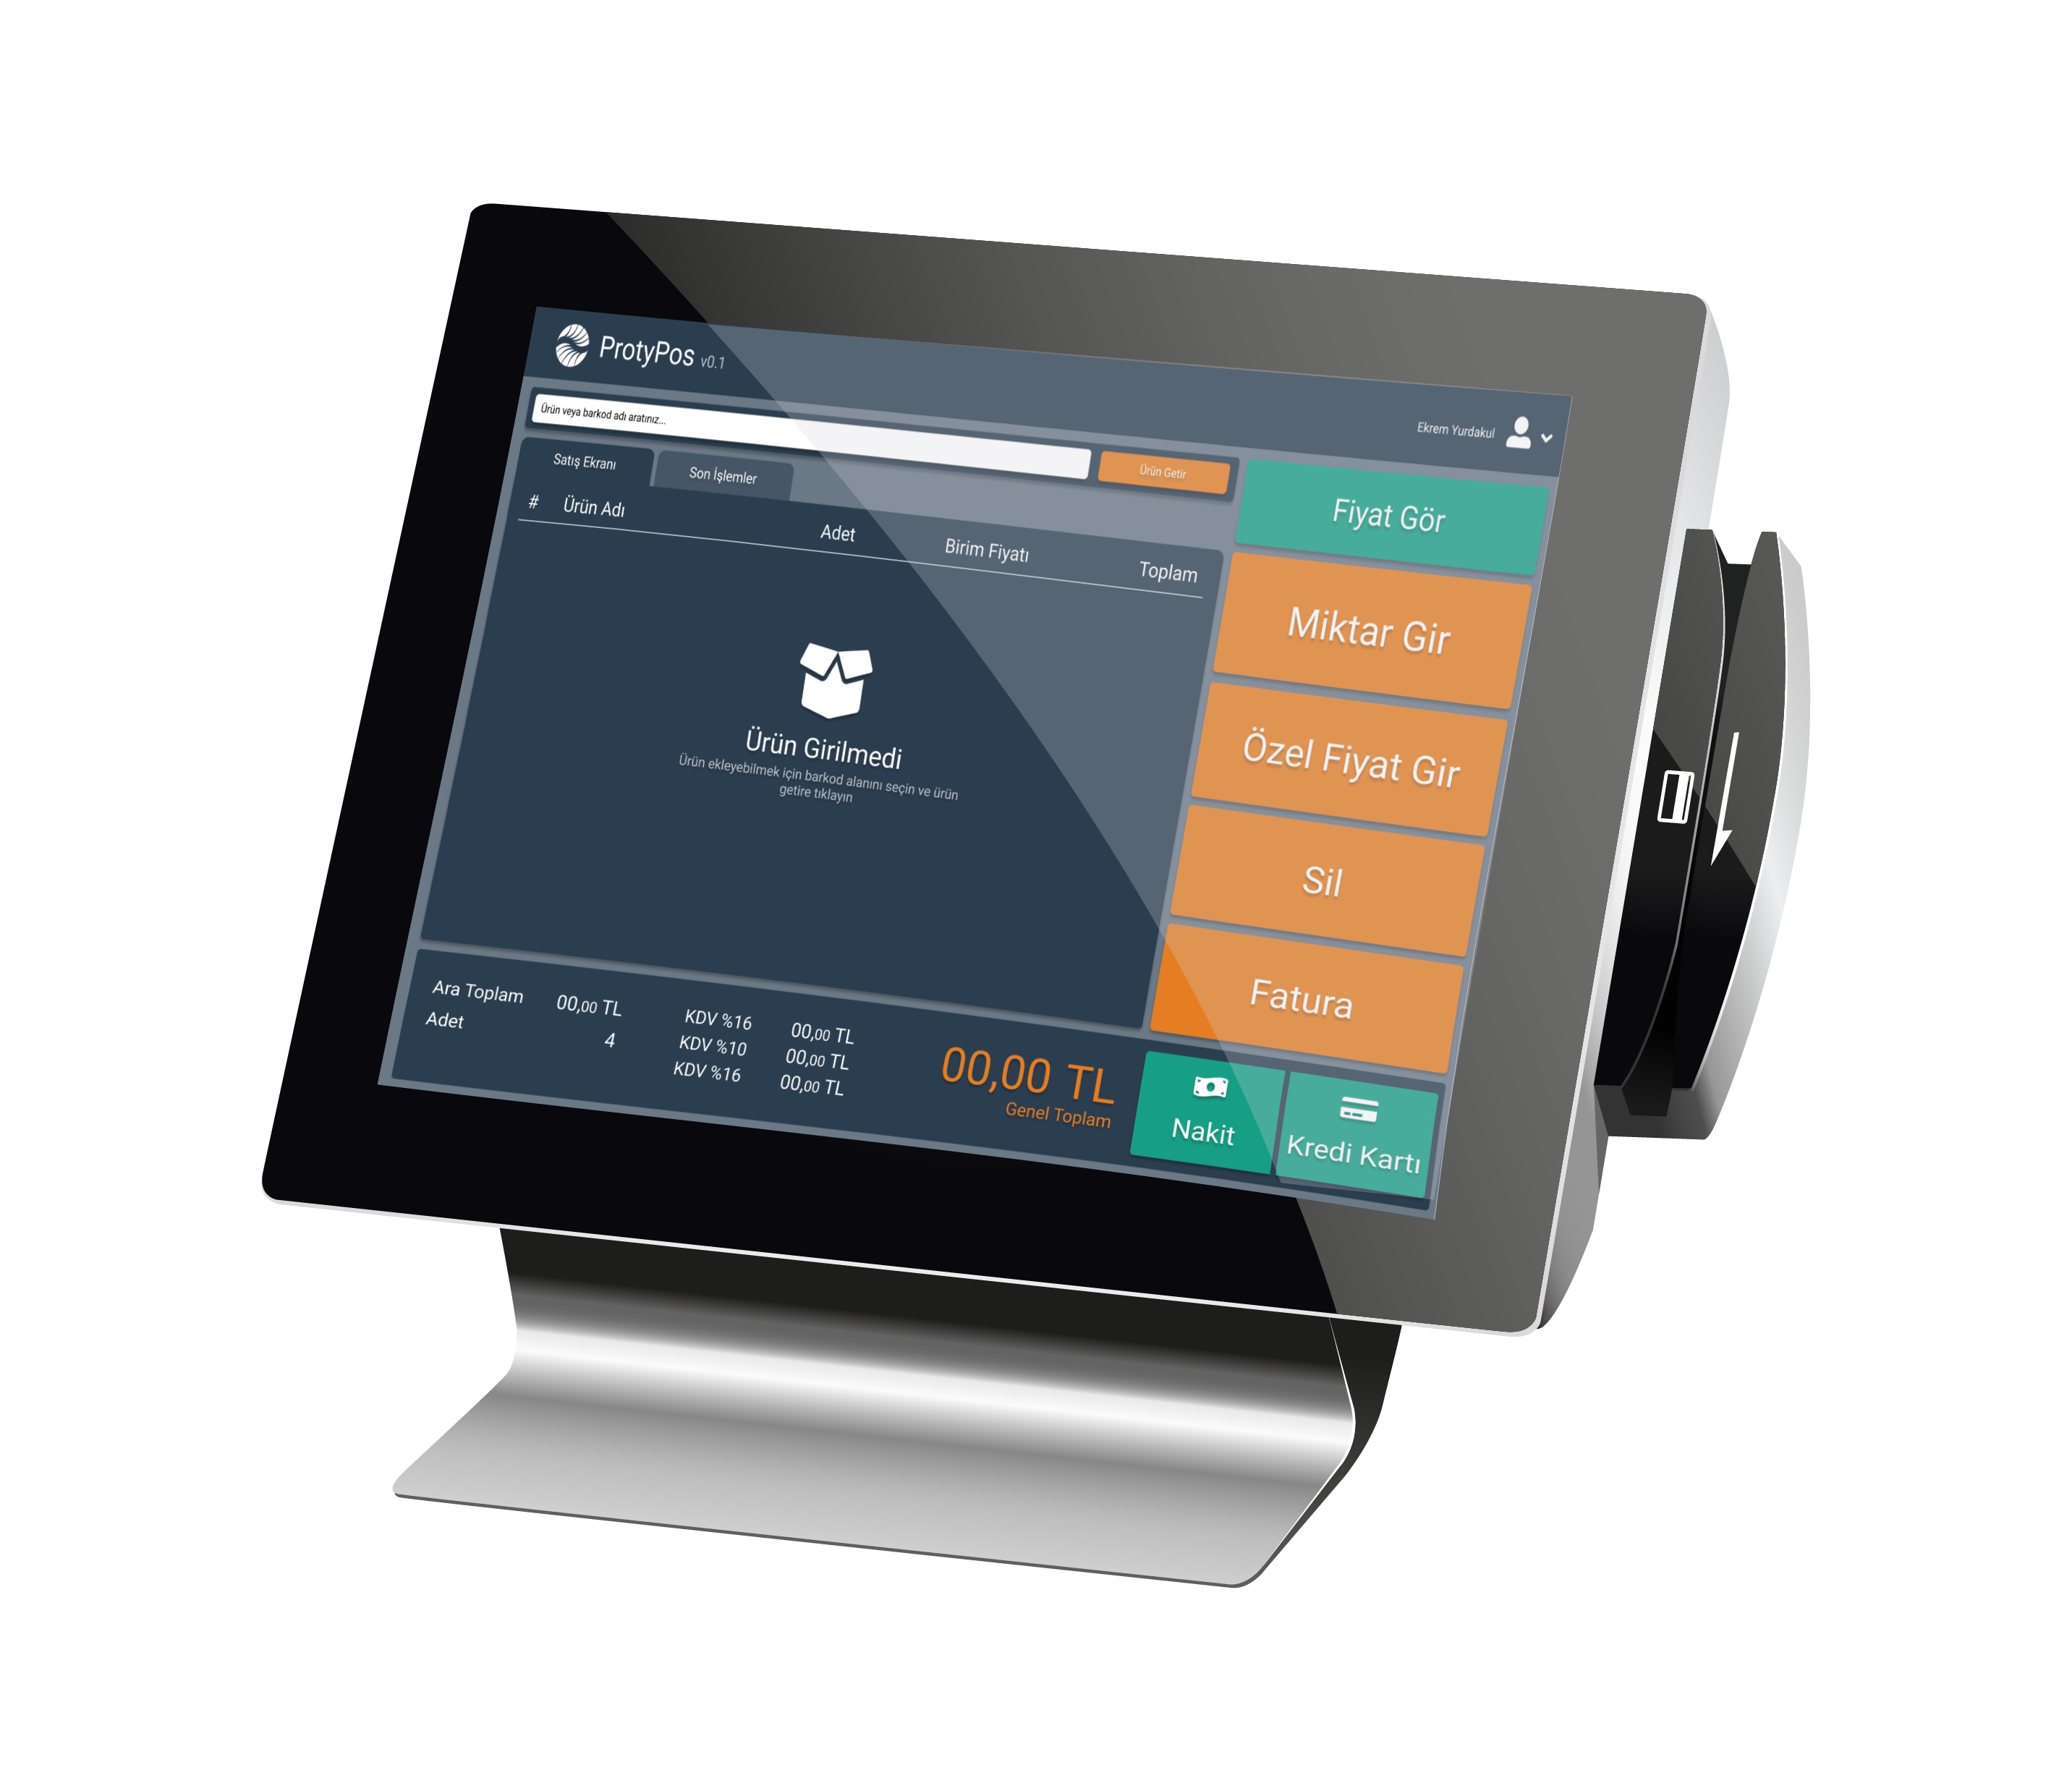 ProtyPos v0.1
Ekrem Yurdakul
Ürün veya barkod adı aratınız...
Ürün Getir
Satış Ekranı
Son İşlemler
# Ürün Adı Adet Birim Fiyatı Toplam
Ürün Girilmedi
Ürün ekleyebilmek için barkod alanını seçin ve ürün
getire tıklayın
Fiyat Gör
Miktar Gir
Özel Fiyat Gir
Sil
Fatura
Ara Toplam 00,00 TL
Adet 4
KDV %16 00,00 TL
KDV %10 00,00 TL
KDV %16 00,00 TL
00,00 TL
Genel Toplam
Nakit
Kredi Kartı